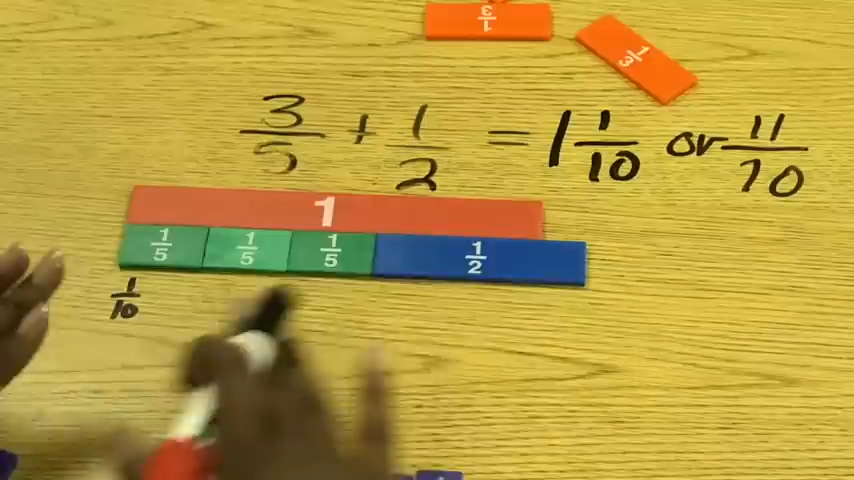 1/3
1/3
3/5 + 1/2 = 1 1/10 or 11/10
1
1/5 1/5 1/5 1/2
1/10